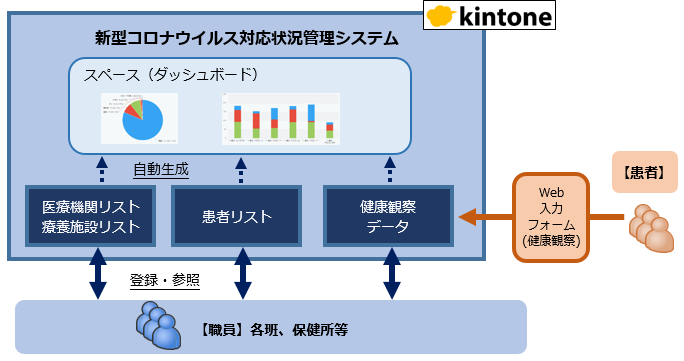 kintone
新型コロナウイルス対応状況管理システム
スペース（ダッシュボード）
自動生成
医療機関リスト
療養施設リスト
患者リスト
健康観察
データ
Web
入力
フォーム
(健康観察)
【患者】
登録・参照
【職員】各班、保健所等